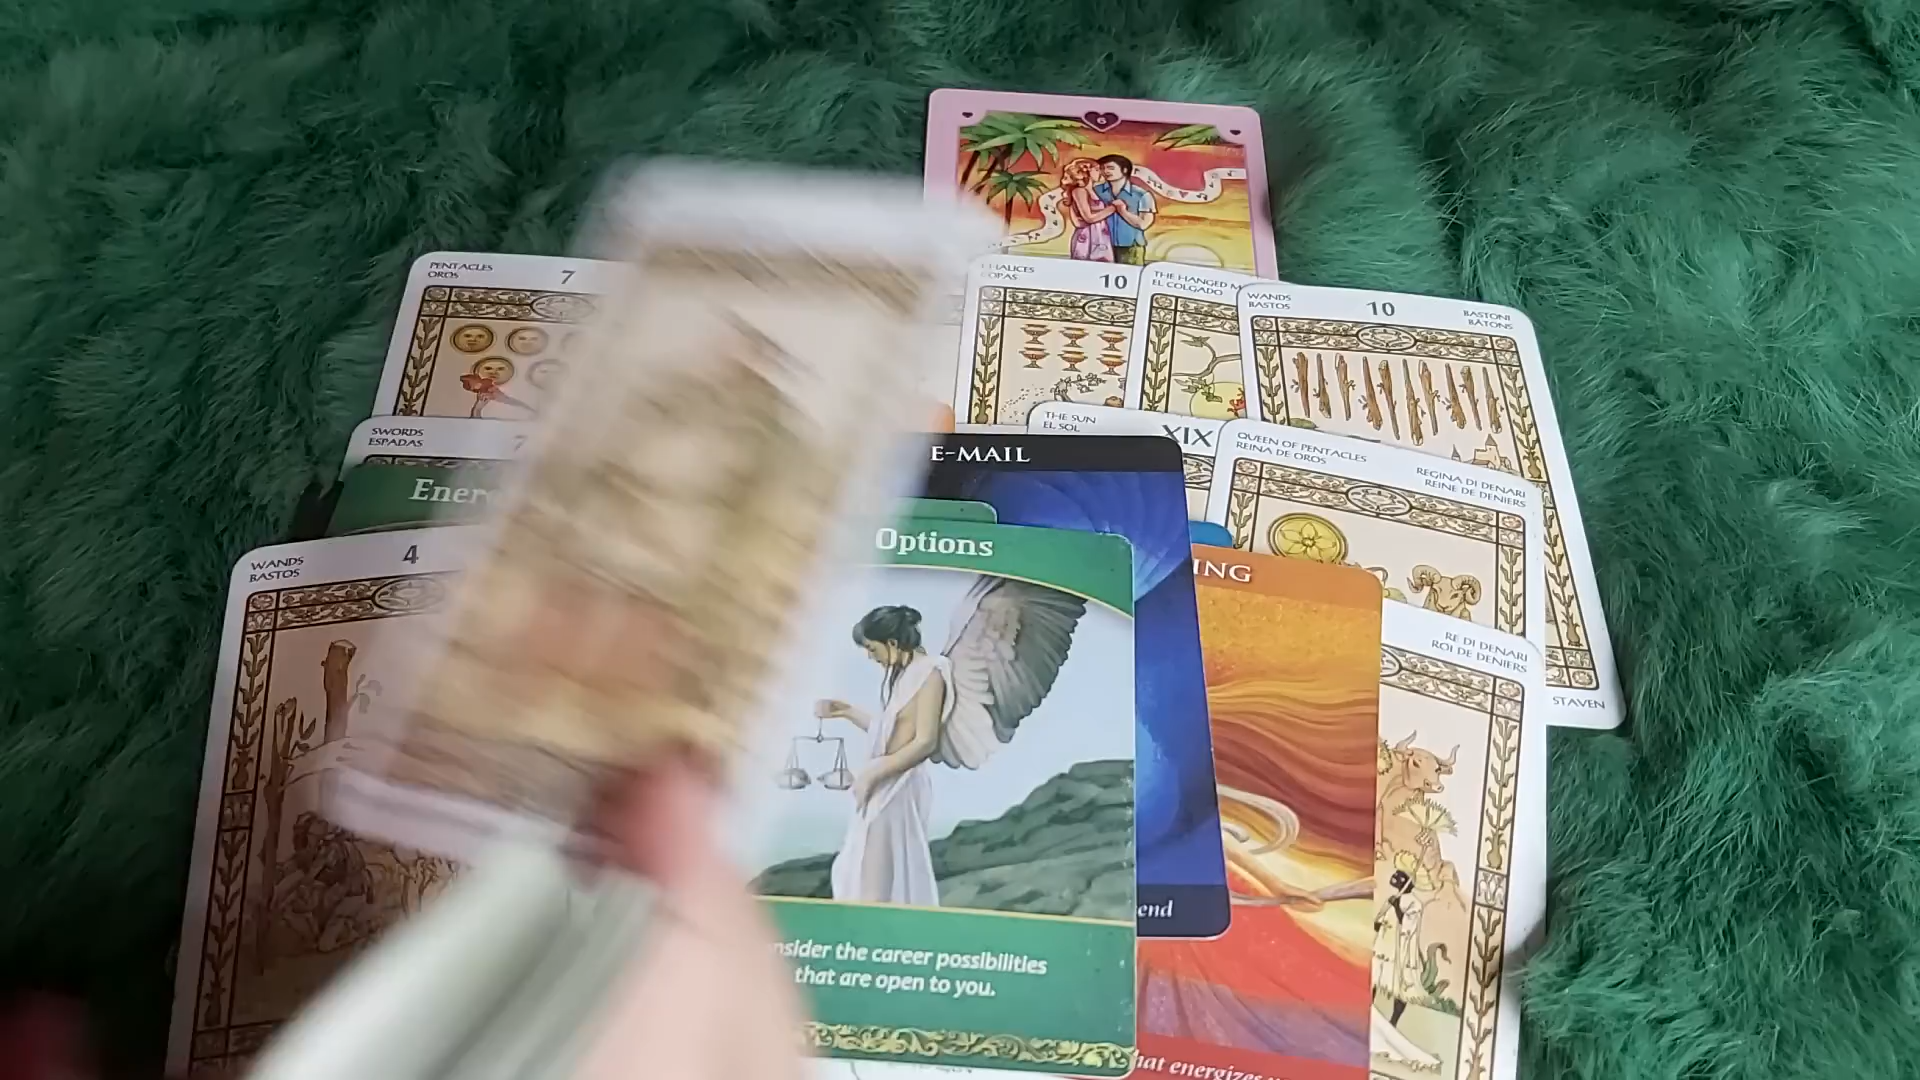 6
PENTACLES
OROS
7
CHALICES
COPAS
10
THE HANGED M
EL COLGADO
WANDS
BASTOS
10
BASTONI
BÂTONS
SWORDS
ESPADAS
7
THE SUN
EL SOL
XIX
QUEEN OF PENTACLES
REINA DE OROS
REGINA DI DENARI
REINE DE DENIERS
E-MAIL
Ener
Options
WANDS
BASTOS
4
ING
RE DI DENARI
ROI DE DENIERS
STAVEN
end
nsider the career possibilities
that are open to you.
hat energizes